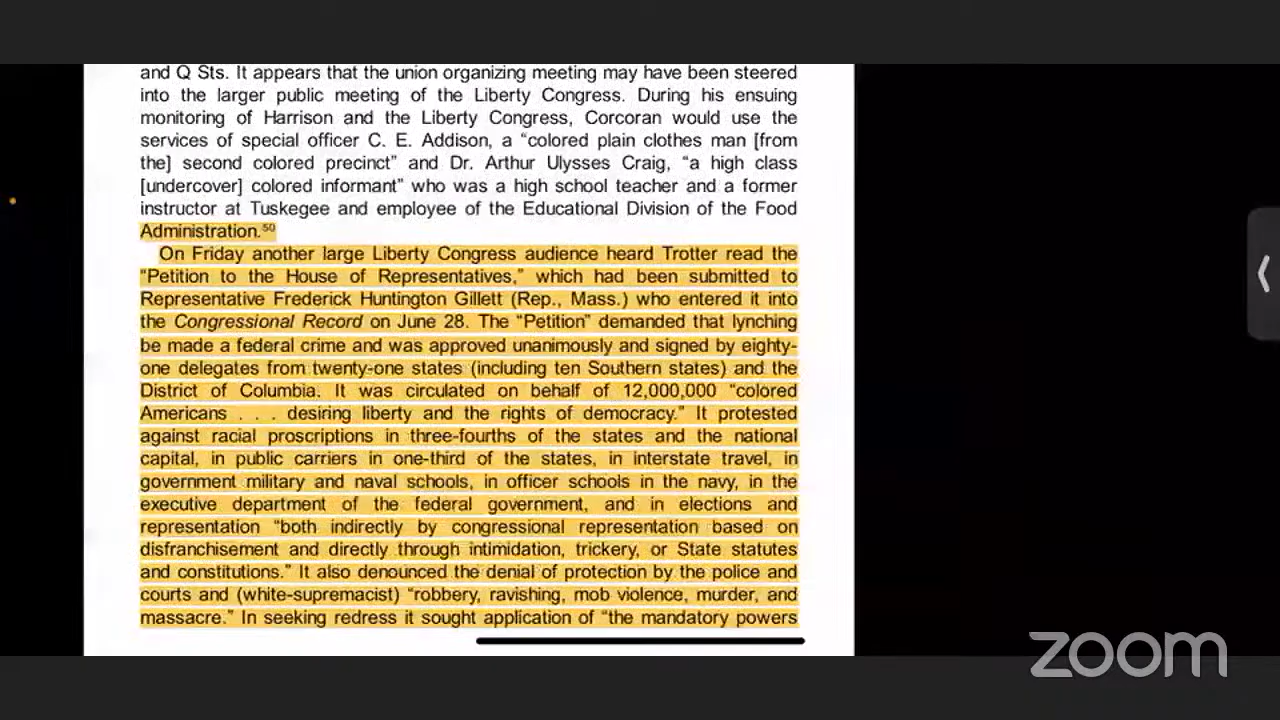 and Q Sts. It appears that the union organizing meeting may have been steered
into the larger public meeting of the Liberty Congress. During his ensuing
monitoring of Harrison and the Liberty Congress, Corcoran would use the
services of special officer C. E. Addison, a “colored plain clothes man [from
the] second colored precinct” and Dr. Arthur Ulysses Craig, “a high class
[undercover] colored informant” who was a high school teacher and a former
instructor at Tuskegee and employee of the Educational Division of the Food
Administration.⁵⁰
On Friday another large Liberty Congress audience heard Trotter read the
“Petition to the House of Representatives,” which had been submitted to
Representative Frederick Huntington Gillett (Rep., Mass.) who entered it into
the Congressional Record on June 28. The “Petition” demanded that lynching
be made a federal crime and was approved unanimously and signed by eighty-
one delegates from twenty-one states (including ten Southern states) and the
District of Columbia. It was circulated on behalf of 12,000,000 “colored
Americans . . . desiring liberty and the rights of democracy.” It protested
against racial proscriptions in three-fourths of the states and the national
capital, in public carriers in one-third of the states, in interstate travel, in
government military and naval schools, in officer schools in the navy, in the
executive department of the federal government, and in elections and
representation “both indirectly by congressional representation based on
disfranchisement and directly through intimidation, trickery, or State statutes
and constitutions.” It also denounced the denial of protection by the police and
courts and (white-supremacist) “robbery, ravishing, mob violence, murder, and
massacre.” In seeking redress it sought application of “the mandatory powers
zoom